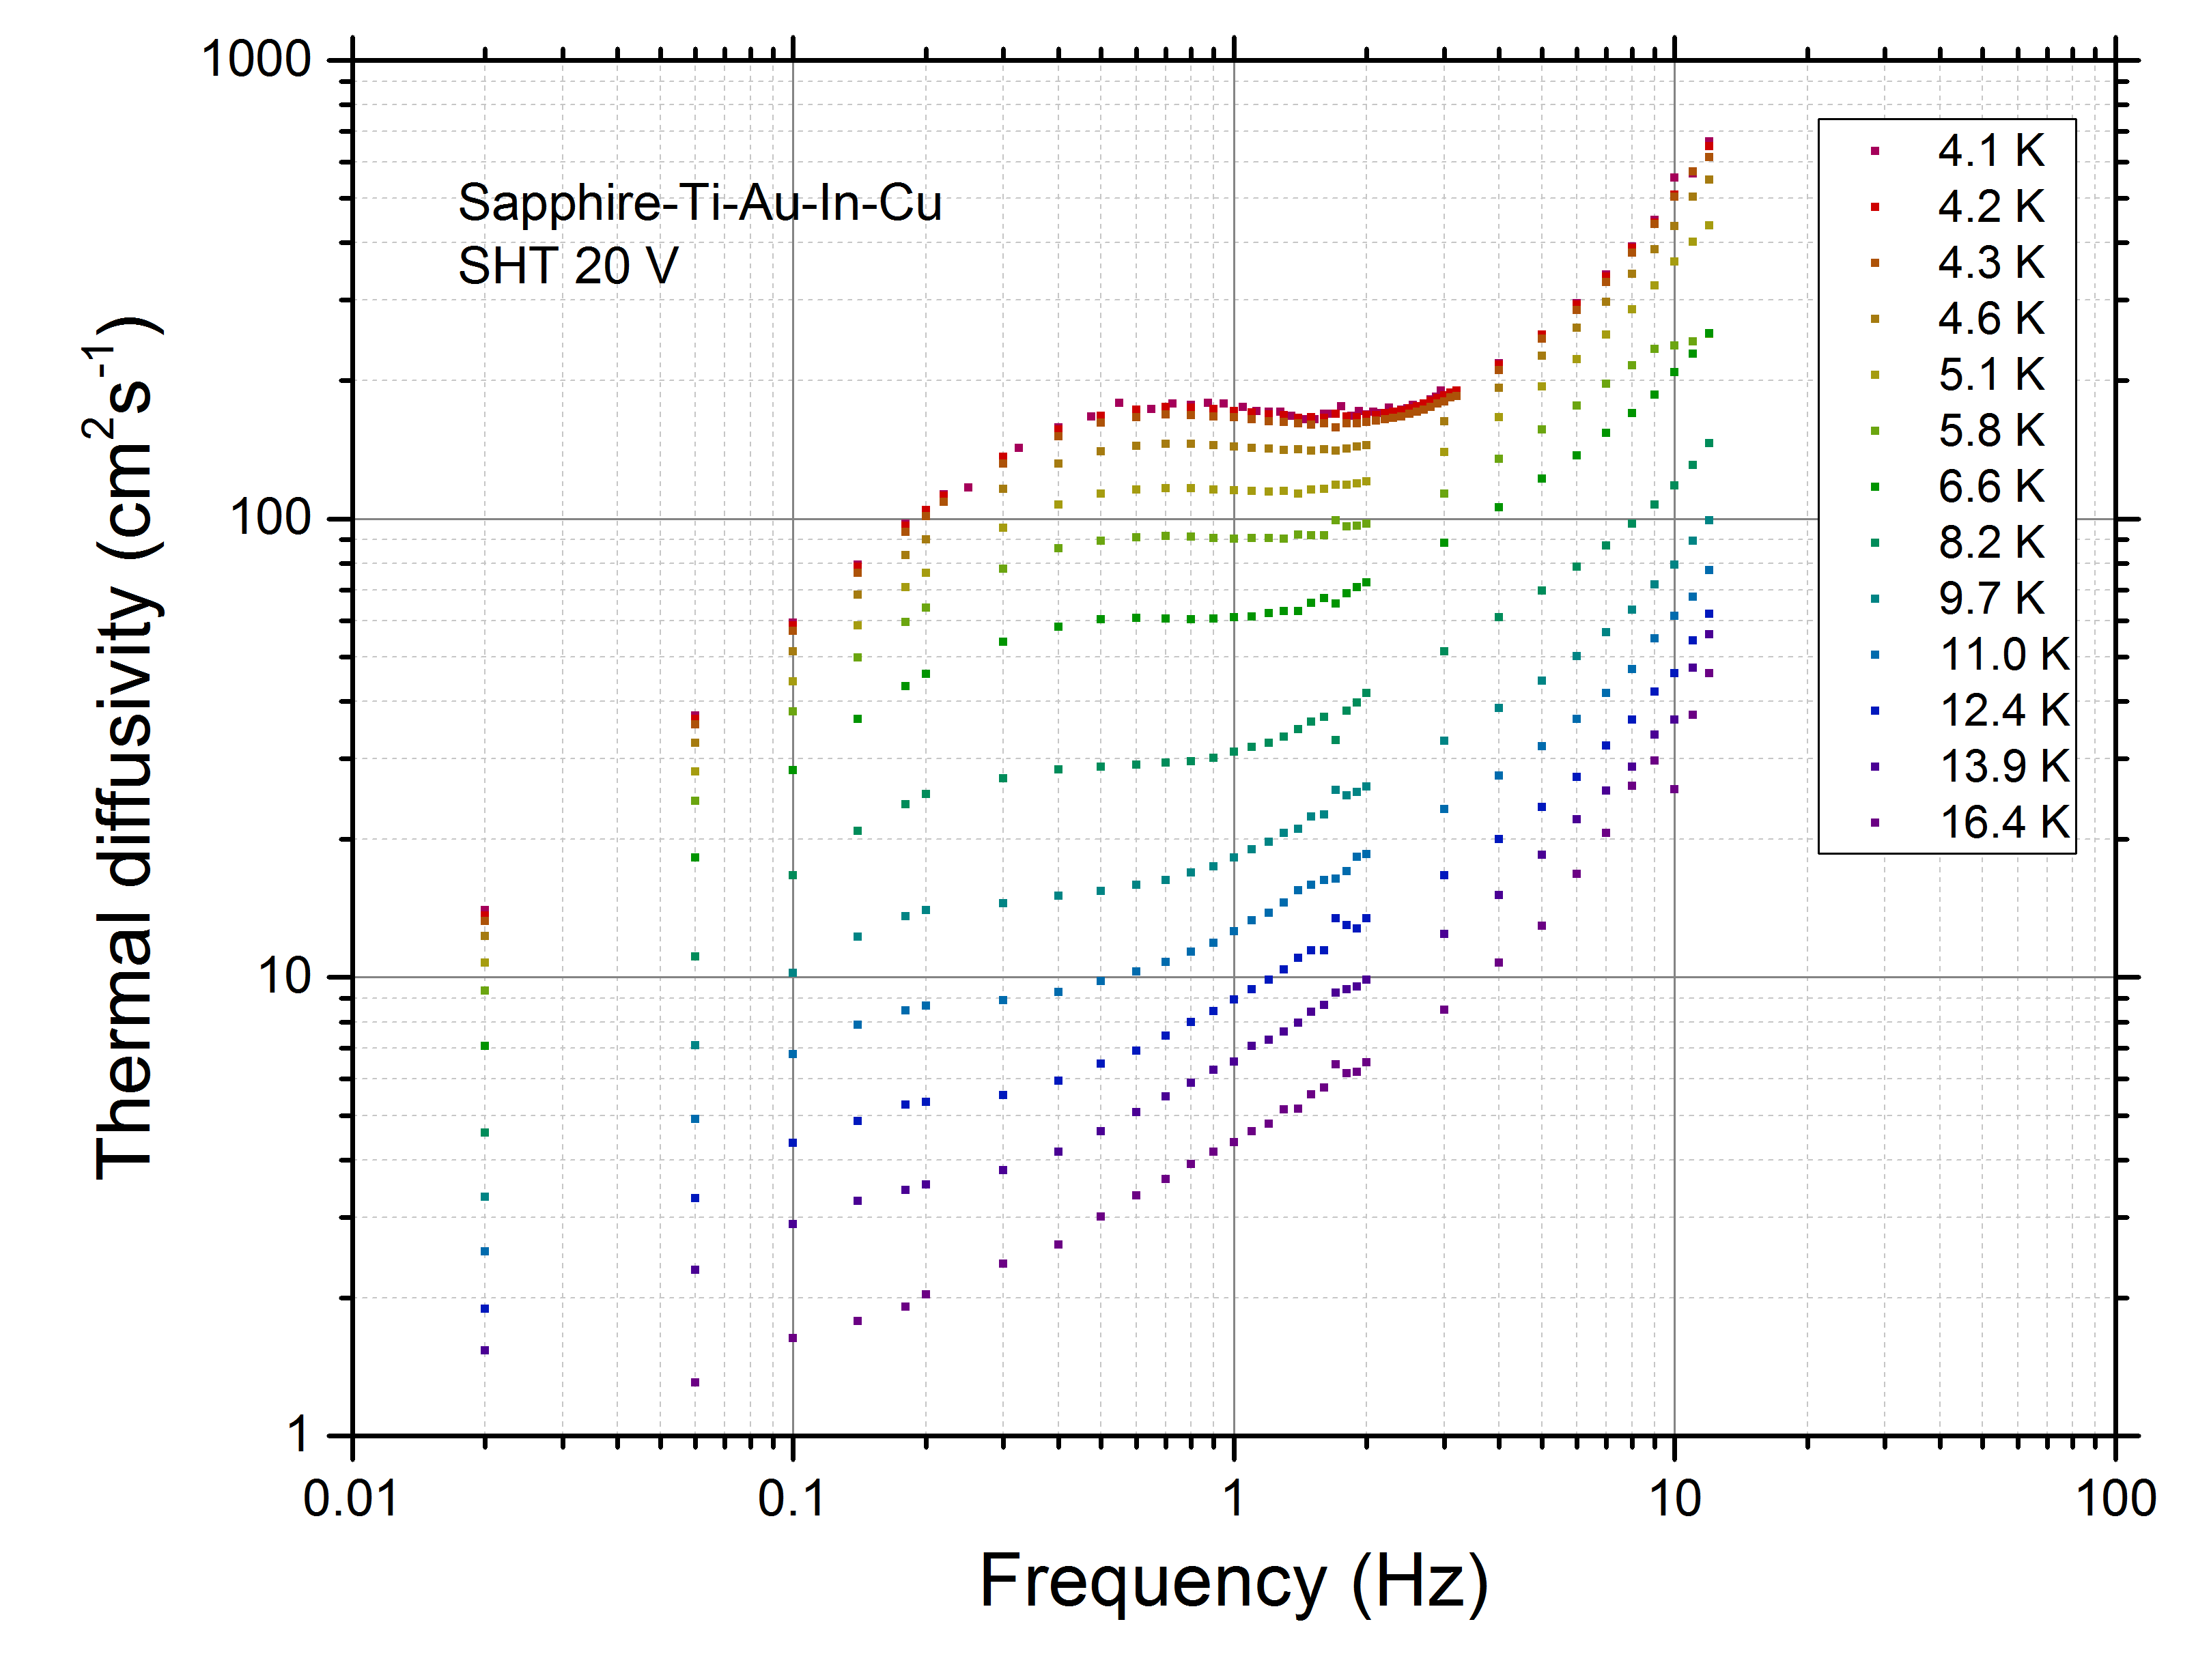 1000
100
10
1
0.01
0.1
1
10
100
Thermal diffusivity (cm²s⁻¹)
Frequency (Hz)
Sapphire-Ti-Au-In-Cu
SHT 20 V
4.1 K
4.2 K
4.3 K
4.6 K
5.1 K
5.8 K
6.6 K
8.2 K
9.7 K
11.0 K
12.4 K
13.9 K
16.4 K